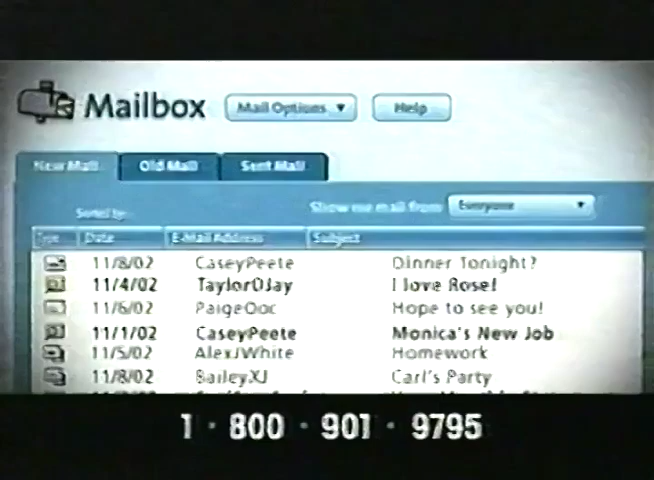 Mailbox Mail Options ▼ Help
New Mail Old Mail Sent Mail
Show me mail from Everyone ▼
Sorted by:
Type Date E-Mail Address Subject
11/8/02 CaseyPeete Dinner Tonight?
11/4/02 TaylorOJay I love Rose!
11/6/02 PaigeOoc Hope to see you!
11/1/02 CaseyPeete Monica's New Job
11/5/02 AlexJWhite Homework
11/8/02 BaileyXJ Carl's Party
1 · 800 · 901 · 9795